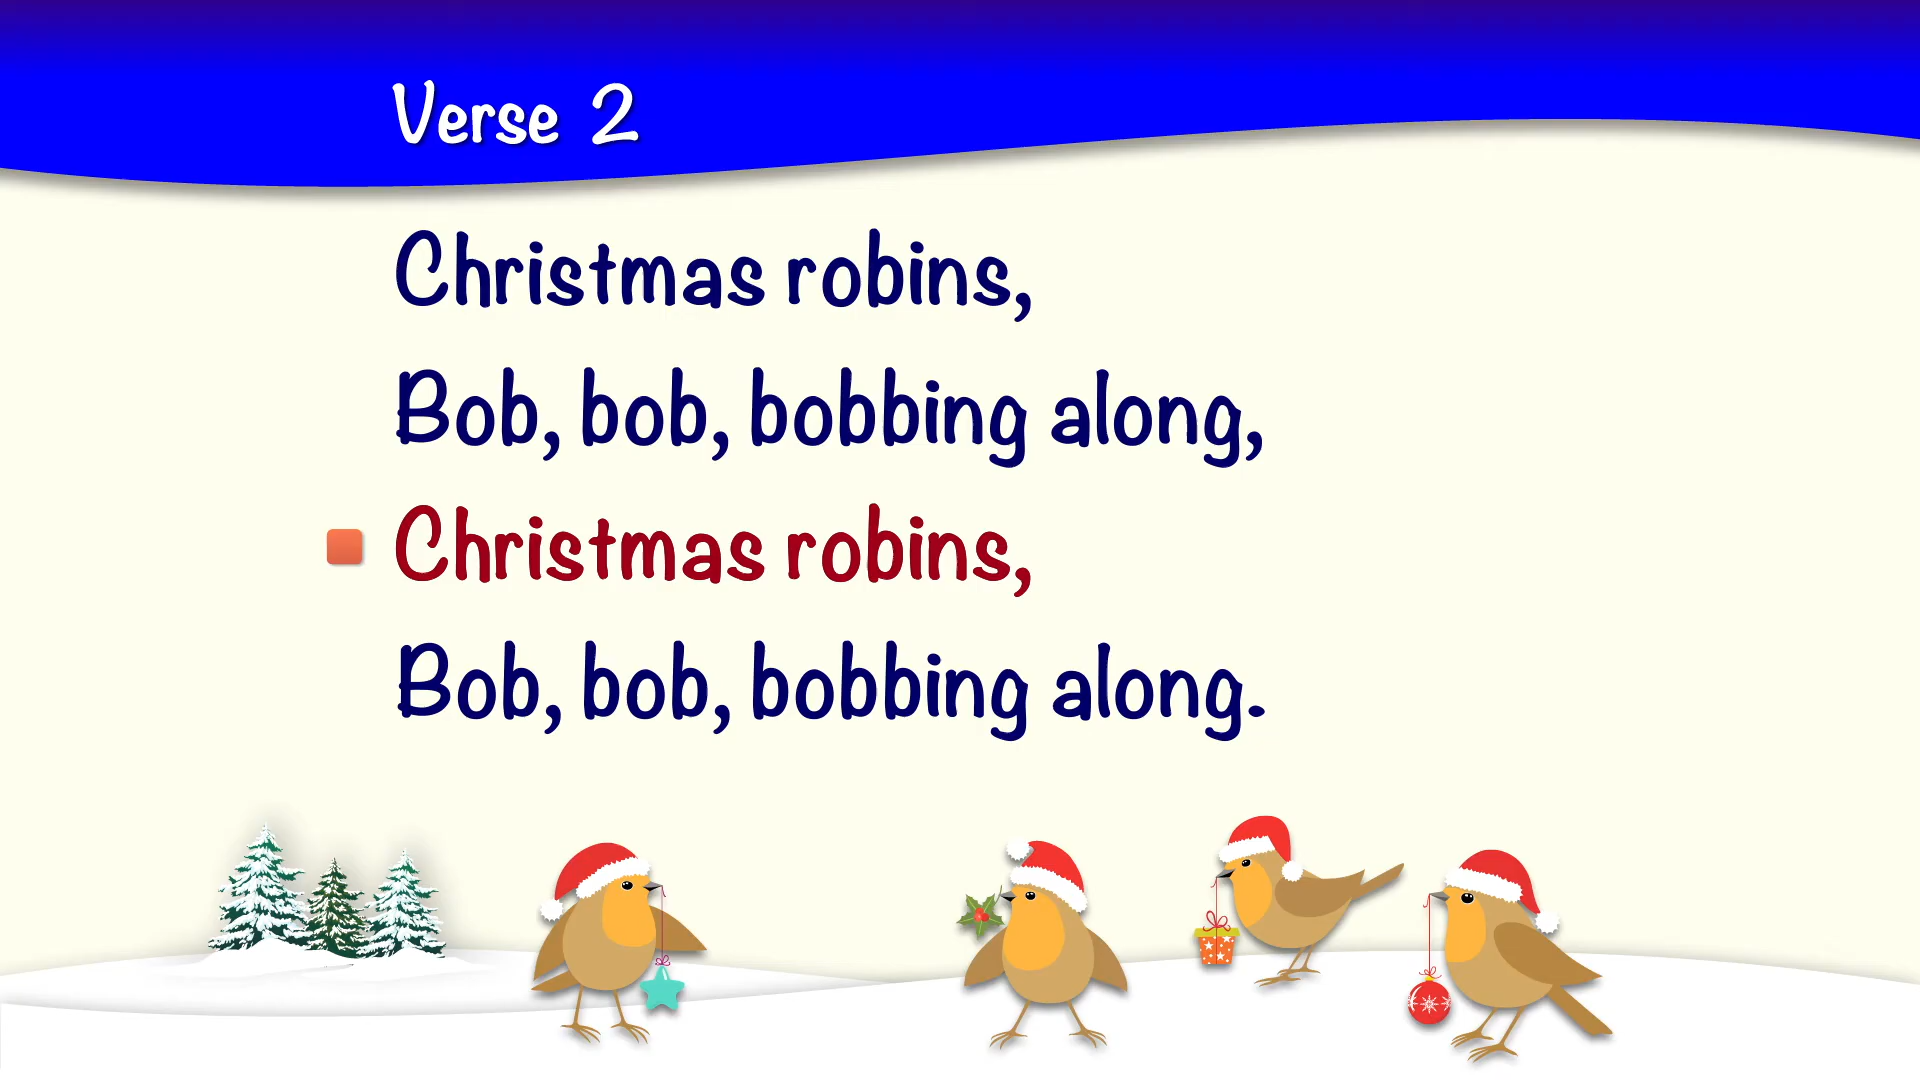 Verse 2
Christmas robins,
Bob, bob, bobbing along,
Christmas robins,
Bob, bob, bobbing along.